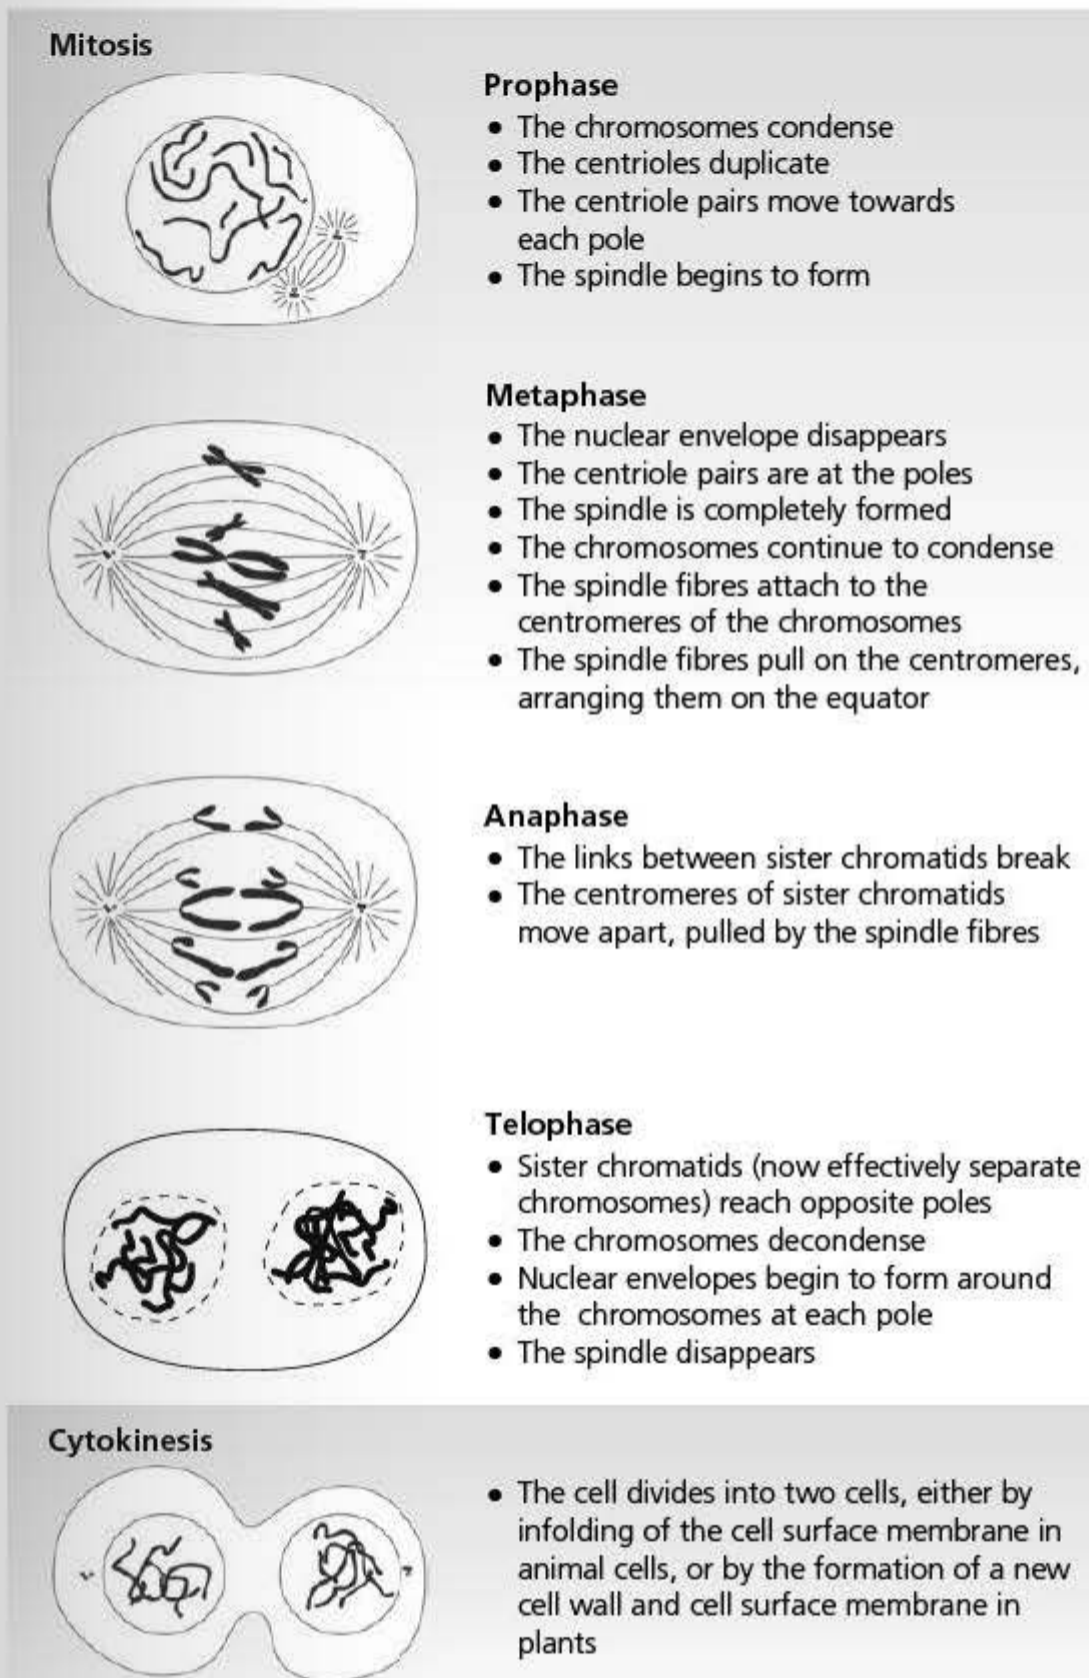 Mitosis
Prophase
• The chromosomes condense
• The centrioles duplicate
• The centriole pairs move towards
each pole
• The spindle begins to form
Metaphase
• The nuclear envelope disappears
• The centriole pairs are at the poles
• The spindle is completely formed
• The chromosomes continue to condense
• The spindle fibres attach to the
centromeres of the chromosomes
• The spindle fibres pull on the centromeres,
arranging them on the equator
Anaphase
• The links between sister chromatids break
• The centromeres of sister chromatids
move apart, pulled by the spindle fibres
Telophase
• Sister chromatids (now effectively separate
chromosomes) reach opposite poles
• The chromosomes decondense
• Nuclear envelopes begin to form around
the chromosomes at each pole
• The spindle disappears
Cytokinesis
• The cell divides into two cells, either by
infolding of the cell surface membrane in
animal cells, or by the formation of a new
cell wall and cell surface membrane in
plants